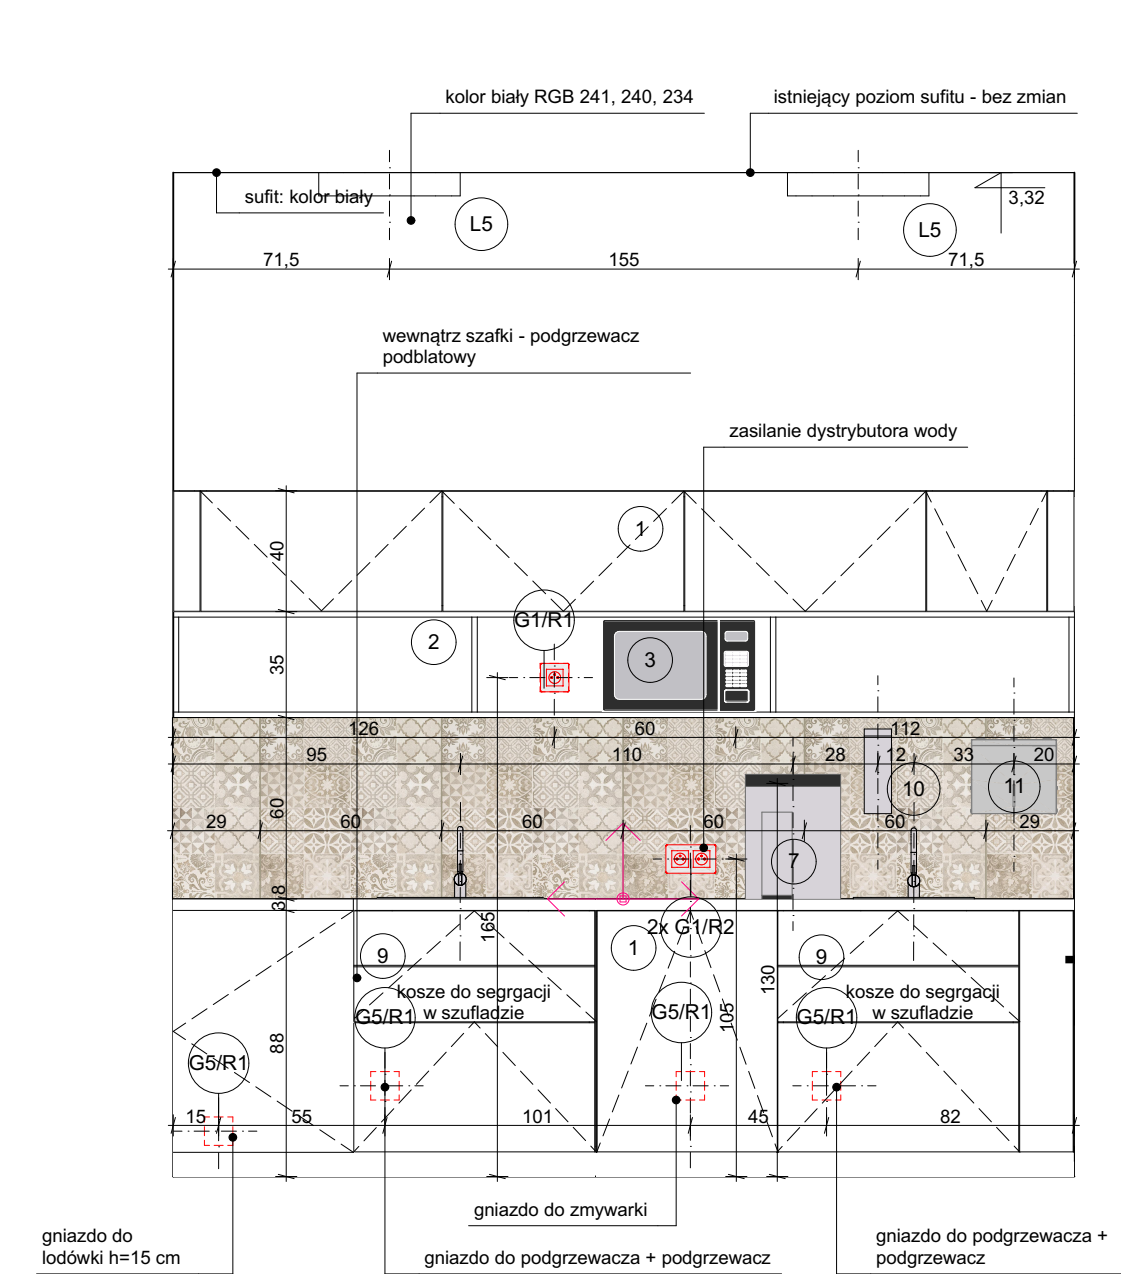 kolor biały RGB 241, 240, 234
istniejący poziom sufitu - bez zmian
sufit: kolor biały
L5
L5
3,32
71,5
155
71,5
wewnątrz szafki - podgrzewacz
podblatowy
zasilanie dystrybutora wody
40
1
G1/R1
2
3
35
126
60
112
95
110
28
12
33
20
10
11
60
29
60
60
60
60
29
7
3,8
165
2x G1/R2
9
1
9
130
105
kosze do segrgacji
w szufladzie
kosze do segrgacji
w szufladzie
G5/R1
G5/R1
G5/R1
G5/R1
88
15
55
101
45
82
gniazdo do zmywarki
gniazdo do
lodówki h=15 cm
gniazdo do podgrzewacza + podgrzewacz
gniazdo do podgrzewacza +
podgrzewacz